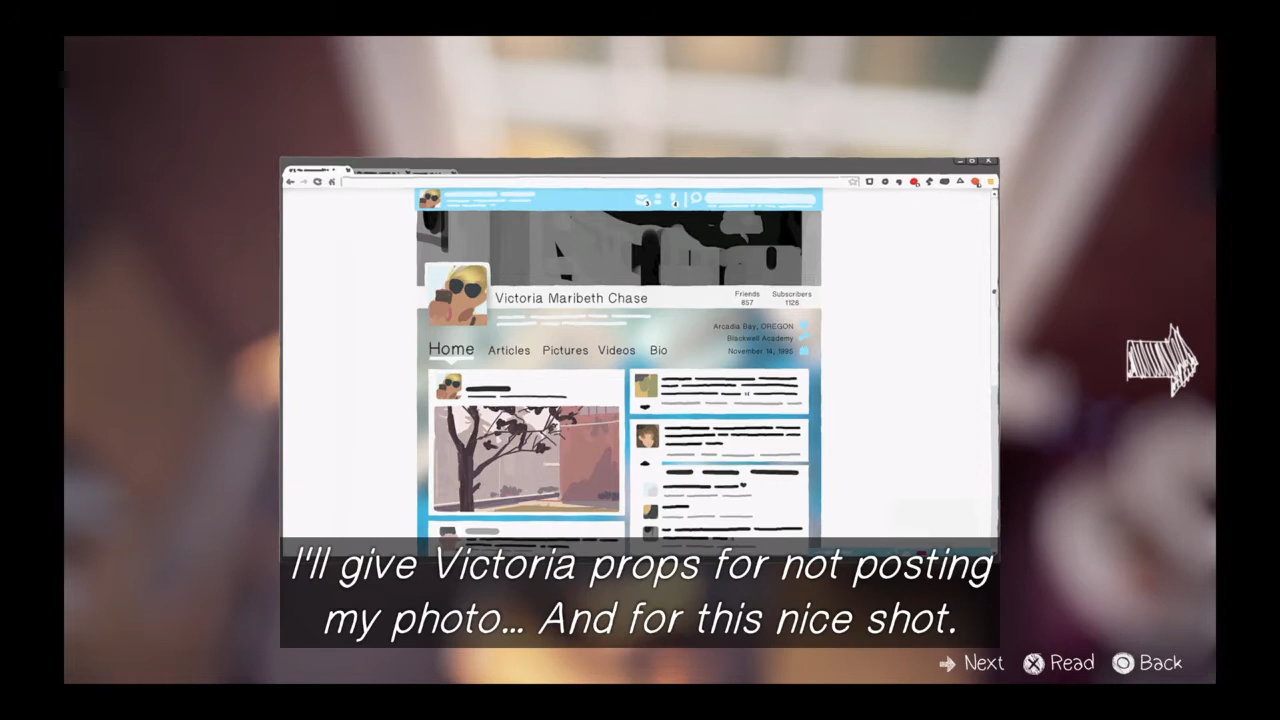 Victoria Maribeth Chase
Friends
657
Subscribers
1126
Arcadia Bay, OREGON
Blackwell Academy
November 14, 1995
Home Articles Pictures Videos Bio
I'll give Victoria props for not posting
my photo... And for this nice shot.
Next Read Back